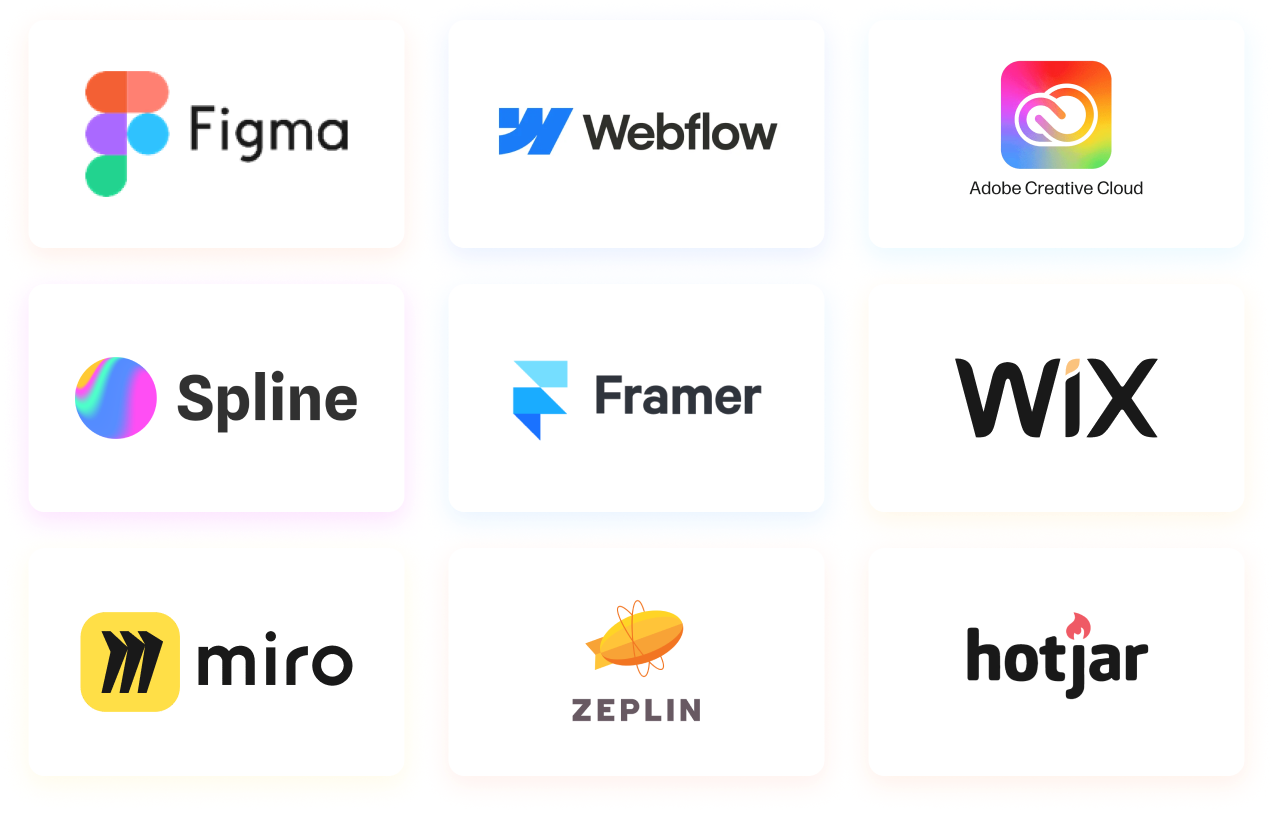 Figma
Webflow
Adobe Creative Cloud
Spline
Framer
WiX
miro
ZEPLIN
hotjar